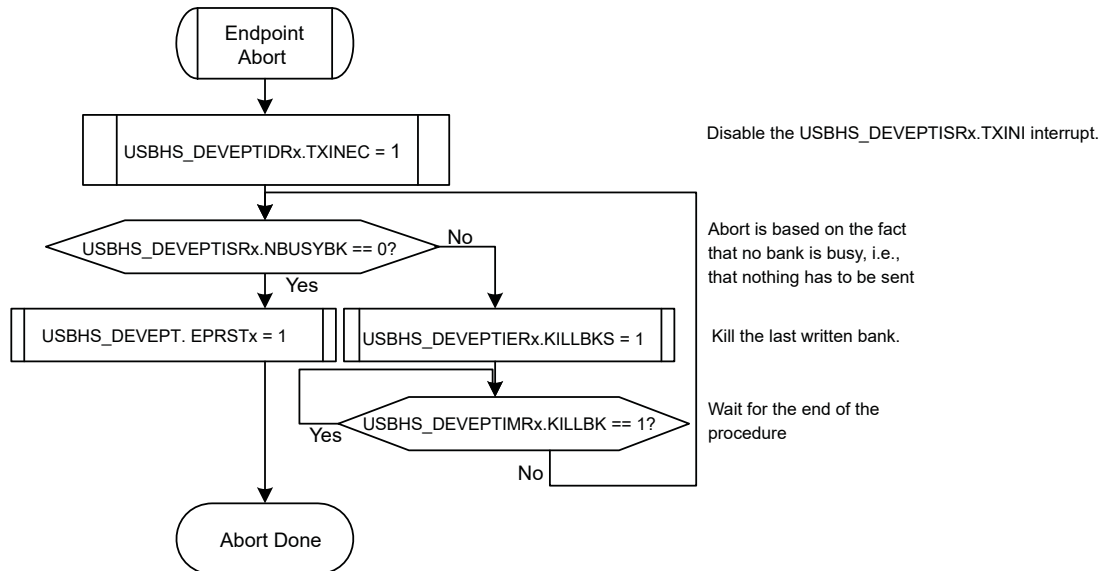 Endpoint
Abort
USBHS_DEVEPTIDRx.TXINEC = 1
Disable the USBHS_DEVEPTISRx.TXINI interrupt.
USBHS_DEVEPTISRx.NBUSYBK == 0?
No
Abort is based on the fact
that no bank is busy, i.e.,
that nothing has to be sent
Yes
USBHS_DEVEPT. EPRSTx = 1
USBHS_DEVEPTIERx.KILLBKS = 1
Kill the last written bank.
USBHS_DEVEPTIMRx.KILLBK == 1?
Wait for the end of the
procedure
Yes
No
Abort Done